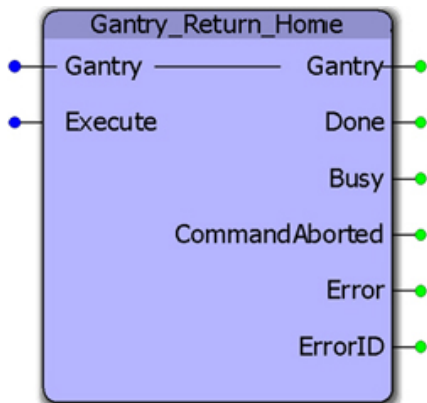 Gantry_Return_Home
Gantry Gantry
Execute Done
Busy
CommandAborted
Error
ErrorID